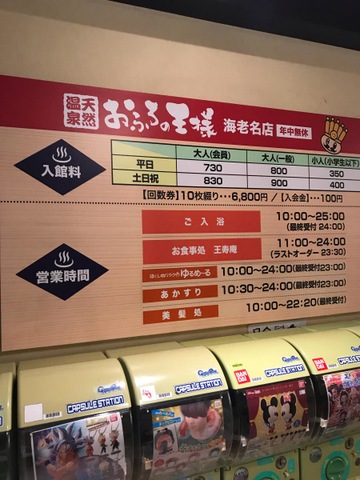 天然温泉 おふろの王様 海老名店 年中無休
大人(会員) 大人(一般) 小人(小学生以下)
入館料
平日 730 800 350
土日祝 830 900 400
【回数券】10枚綴り・・・6,800円 / 【入会金】・・・100円
営業時間
ご入浴 10:00~25:00
(最終受付 24:00)
お食事処 王寿庵 11:00~24:00
(ラストオーダー 23:30)
ゆるめ~る 10:00~24:00(最終受付23:00)
あかすり 10:30~24:00(最終受付23:00)
美髪処 10:00~22:20(最終受付)
CAPSULE STATION
CAPSULE STATION
BANDAI
CAPSULE STATION
BANDAI